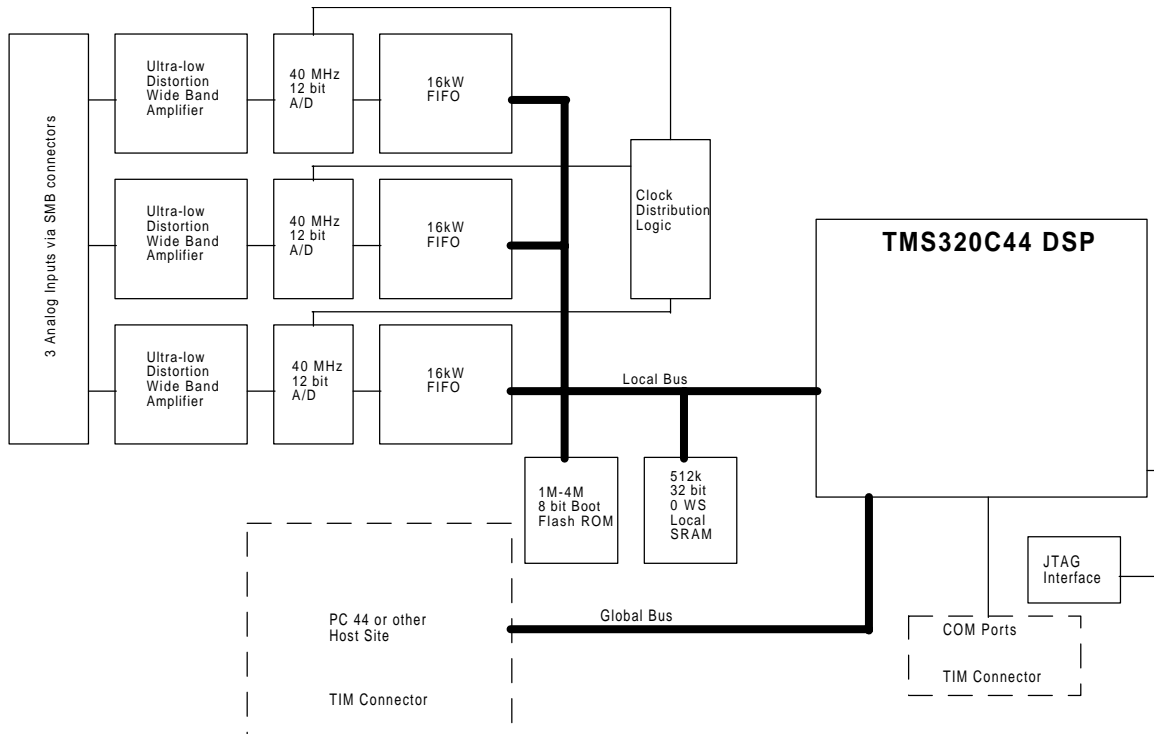 3 Analog Inputs via SMB connectors
Ultra-low
Distortion
Wide Band
Amplifier
40 MHz
12 bit
A/D
16kW
FIFO
Ultra-low
Distortion
Wide Band
Amplifier
40 MHz
12 bit
A/D
16kW
FIFO
Clock
Distribution
Logic
TMS320C44 DSP
Ultra-low
Distortion
Wide Band
Amplifier
40 MHz
12 bit
A/D
16kW
FIFO
Local Bus
1M-4M
8 bit Boot
Flash ROM
512k
32 bit
0 WS
Local
SRAM
JTAG
Interface
PC 44 or other
Host Site
TIM Connector
Global Bus
COM Ports
TIM Connector